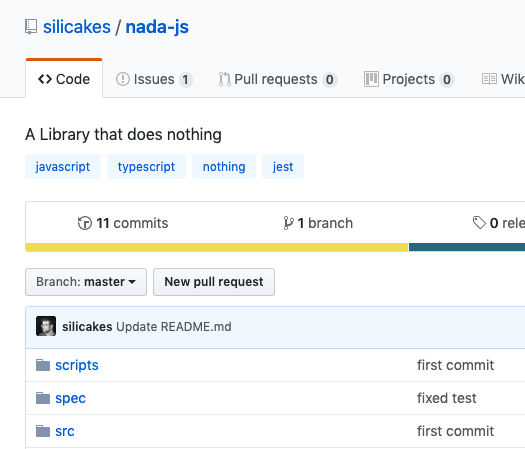 silicakes / nada-js
Code Issues 1 Pull requests 0 Projects 0
A Library that does nothing
javascript typescript nothing jest
11 commits 1 branch 0
Branch: master New pull request
silicakes Update README.md
scripts first commit
spec fixed test
src first commit